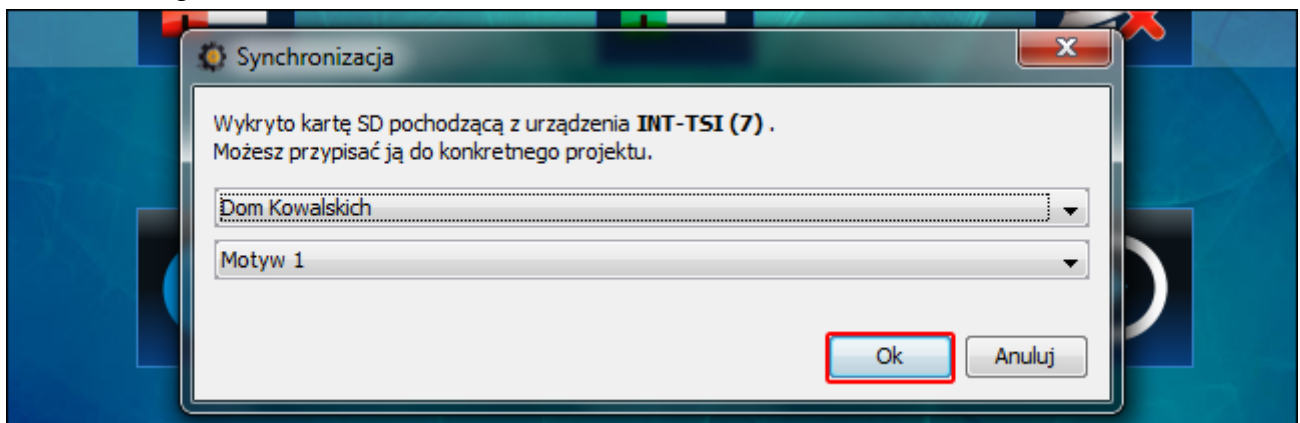 Synchronizacja
Wykryto kartę SD pochodzącą z urządzenia INT-TSI (7) .
Możesz przypisać ją do konkretnego projektu.
Dom Kowalskich
Motyw 1
Ok Anuluj